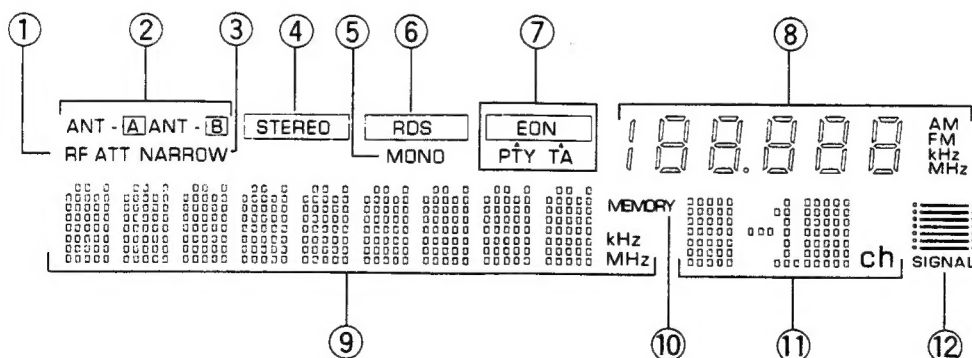 ① ② ③ ④ ⑤ ⑥ ⑦ ⑧
ANT - A ANT - B STEREO RDS EON AM
RF ATT NARROW MONO PTY TA FM
188.888 kHz
MHz
MEMORY
kHz
MHz ch SIGNAL
⑨ ⑩ ⑪ ⑫